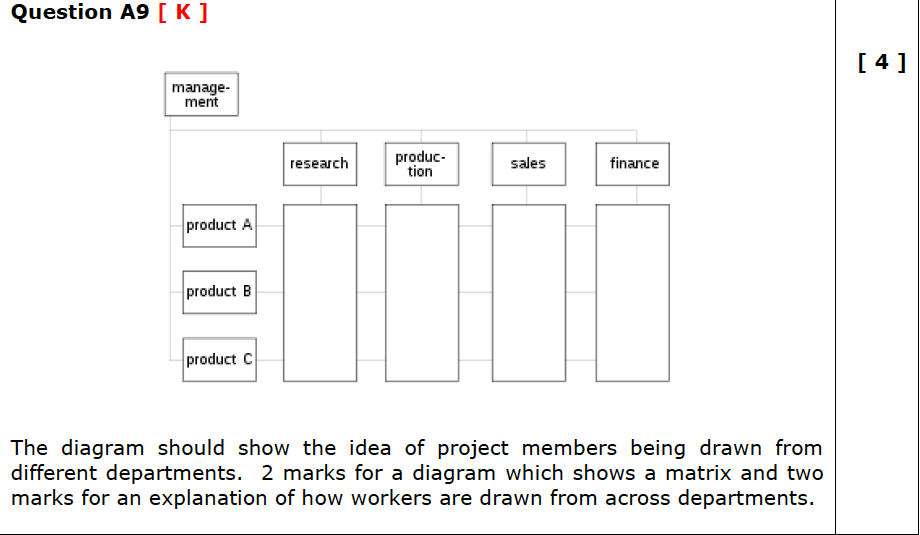 Question A9 [ K ]
[ 4 ]
manage-
ment
research
produc-
tion
sales
finance
product A
product B
product C
The diagram should show the idea of project members being drawn from
different departments. 2 marks for a diagram which shows a matrix and two
marks for an explanation of how workers are drawn from across departments.